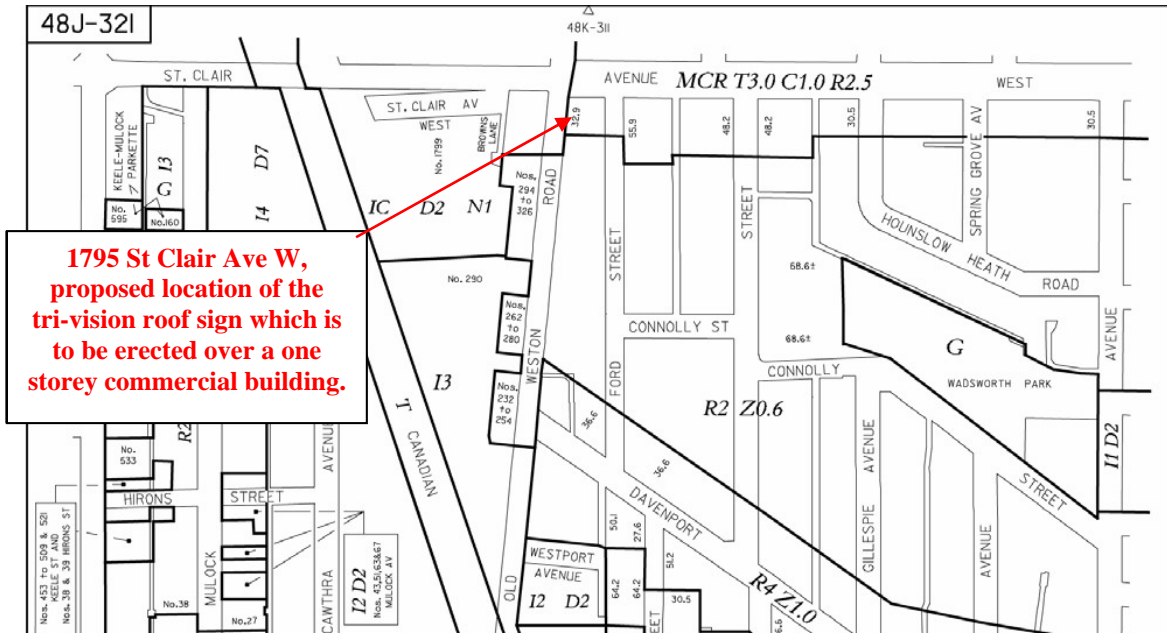 48J-321
48K-311
ST. CLAIR
AVENUE
MCR T3.0 C1.0 R2.5
WEST
ST. CLAIR AV
WEST
No.1799
BROWNS
LANE
32.9
55.9
48.2
48.2
30.5
30.5
KEELE-MULOCK
PARKETTE
I3
G
D7
I4
No.
595
No.160
IC D2 N1
Nos.
294
to
326
ROAD
STREET
STREET
SPRING GROVE AV
HOUNSLOW HEATH
ROAD
1795 St Clair Ave W,
proposed location of the
tri-vision roof sign which is
to be erected over a one
storey commercial building.
No. 290
Nos.
262
to
280
WESTON
68.6±
CONNOLLY ST
68.6±
CONNOLLY
STREET
G
WADSWORTH PARK
AVENUE
I3
Nos.
232
to
254
FORD
36.6
36.6
R2 Z0.6
I1 D2
T
CANADIAN
R2
AVENUE
No.
533
HIRONS
STREET
DAVENPORT
GILLESPIE AVENUE
AVENUE
Nos. 453 to 509 & 521
KEELE ST AND
Nos. 38 & 39 HIRONS ST
MULOCK
No.38
No.27
CAWTHRA
I2 D2
Nos. 43,51,63&67
MULOCK AV
OLD
WESTPORT
AVENUE
I2 D2
50.1
27.6
51.2
64.2
64.2
30.5
EET
R4 Z1.0
6.6